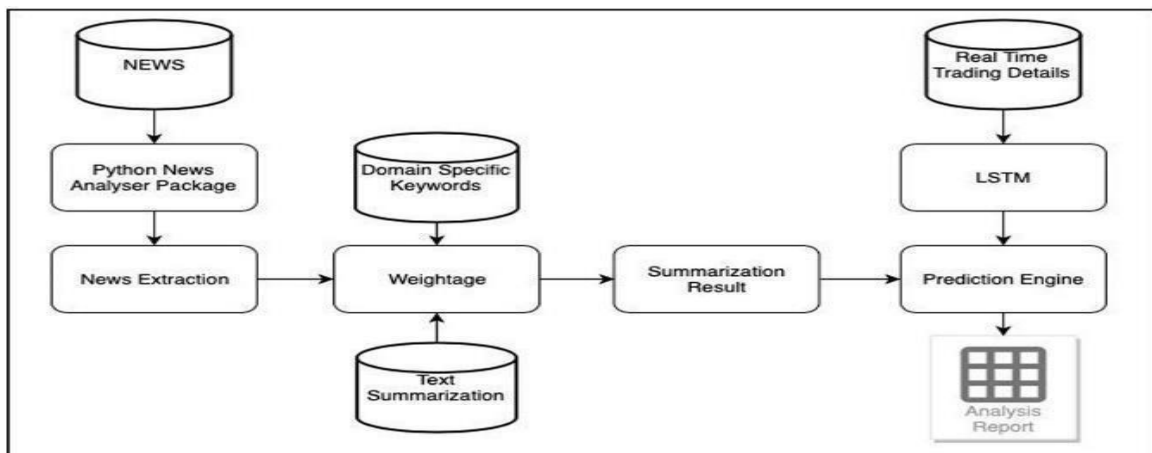 NEWS
Real Time
Trading Details
Python News
Analyser Package
Domain Specific
Keywords
LSTM
News Extraction
Weightage
Summarization
Result
Prediction Engine
Text
Summarization
Analysis
Report